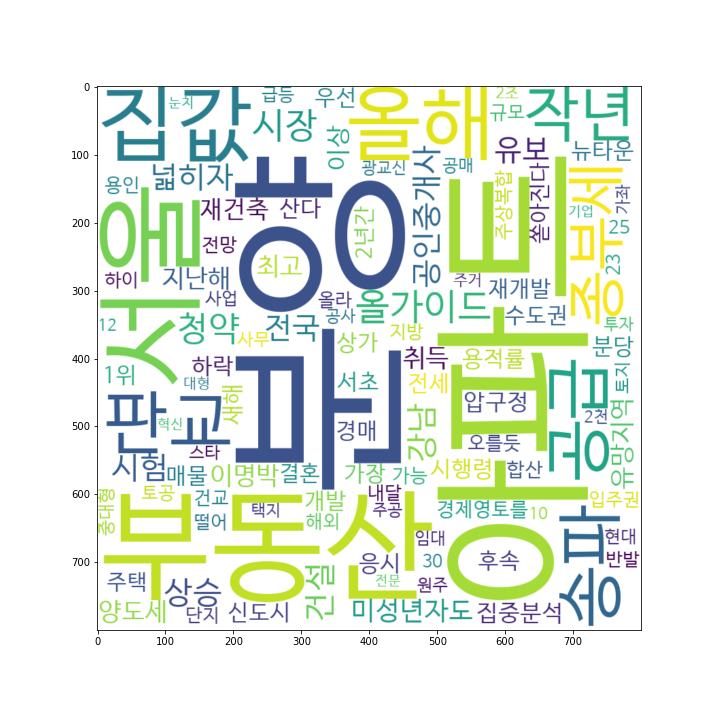 집값
눈치
급등
우선
올해
2조
규모
작년
시장
이상
유보
뉴타운
용인
넓히자
분양
광교신
공매
공인중개사
아파트
주상복합
쏟아진다
종부세
기업
가좌
25
23
서울
재건축
산다
2년간
전망
최고
하이
지난해
사업
올라
올가이드
주거
재개발
12
청약
사무
전국
공사
지방
수도권
투자
상가
취득
용적률
분당
1위
하락
대형
새해
서초
전세
압구정
공급
토지
판교
혁신
경매
강남
오를듯
2천
유망지역
스타
시험
매물
이명박
결혼
가장
가능
시행령
합산
중대형
토공
건교
떨어
택지
부산
개발
해외
내달
주공
경제영토를
10
입주권
송파
임대
현대
반발
주택
상승
건설
응시
전문
30
원주
후속
양도세
단지
신도시
미성년자도
집중분석
0
100
200
300
400
500
600
700
0
100
200
300
400
500
600
700